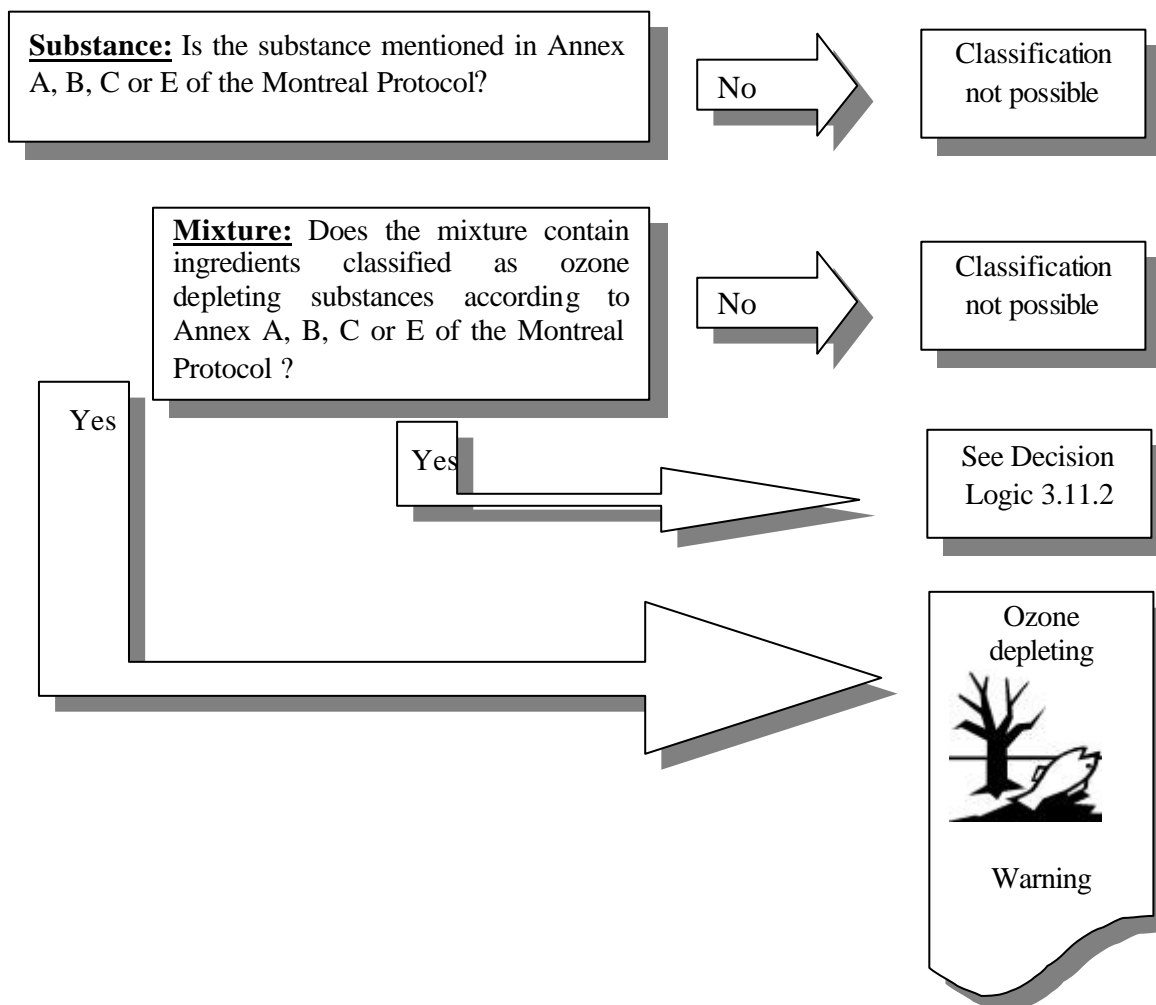 Substance: Is the substance mentioned in Annex
A, B, C or E of the Montreal Protocol?
No
Classification
not possible
Mixture: Does the mixture contain
ingredients classified as ozone
depleting substances according to
Annex A, B, C or E of the Montreal
Protocol ?
No
Classification
not possible
Yes
Yes
See Decision
Logic 3.11.2
Ozone
depleting
Warning